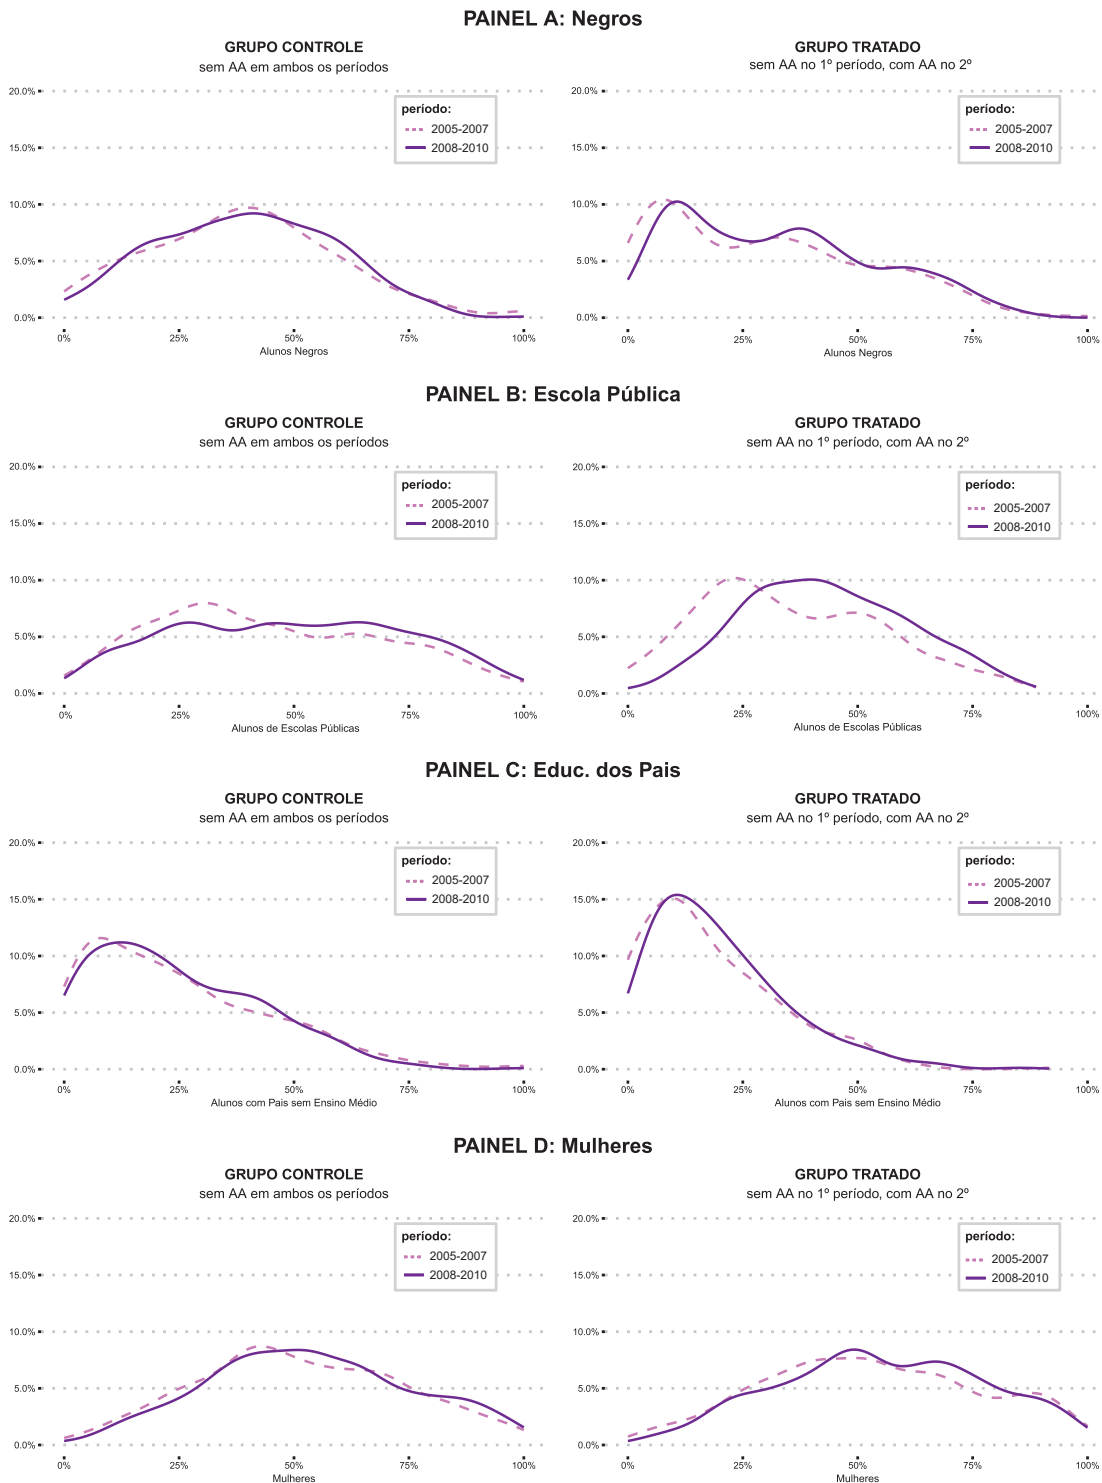 PAINEL A: Negros
GRUPO CONTROLE
sem AA em ambos os períodos
20.0%
15.0%
10.0%
5.0%
0.0%
período:
2005-2007
2008-2010
0% 25% 50% 75% 100%
Alunos Negros
GRUPO TRATADO
sem AA no 1º período, com AA no 2º
20.0%
15.0%
10.0%
5.0%
0.0%
período:
2005-2007
2008-2010
0% 25% 50% 75% 100%
Alunos Negros
PAINEL B: Escola Pública
GRUPO CONTROLE
sem AA em ambos os períodos
20.0%
15.0%
10.0%
5.0%
0.0%
período:
2005-2007
2008-2010
0% 25% 50% 75% 100%
Alunos de Escolas Públicas
GRUPO TRATADO
sem AA no 1º período, com AA no 2º
20.0%
15.0%
10.0%
5.0%
0.0%
período:
2005-2007
2008-2010
0% 25% 50% 75% 100%
Alunos de Escolas Públicas
PAINEL C: Educ. dos Pais
GRUPO CONTROLE
sem AA em ambos os períodos
20.0%
15.0%
10.0%
5.0%
0.0%
período:
2005-2007
2008-2010
0% 25% 50% 75% 100%
Alunos com Pais sem Ensino Médio
GRUPO TRATADO
sem AA no 1º período, com AA no 2º
20.0%
15.0%
10.0%
5.0%
0.0%
período:
2005-2007
2008-2010
0% 25% 50% 75% 100%
Alunos com Pais sem Ensino Médio
PAINEL D: Mulheres
GRUPO CONTROLE
sem AA em ambos os períodos
20.0%
15.0%
10.0%
5.0%
0.0%
período:
2005-2007
2008-2010
0% 25% 50% 75% 100%
Mulheres
GRUPO TRATADO
sem AA no 1º período, com AA no 2º
20.0%
15.0%
10.0%
5.0%
0.0%
período:
2005-2007
2008-2010
0% 25% 50% 75% 100%
Mulheres